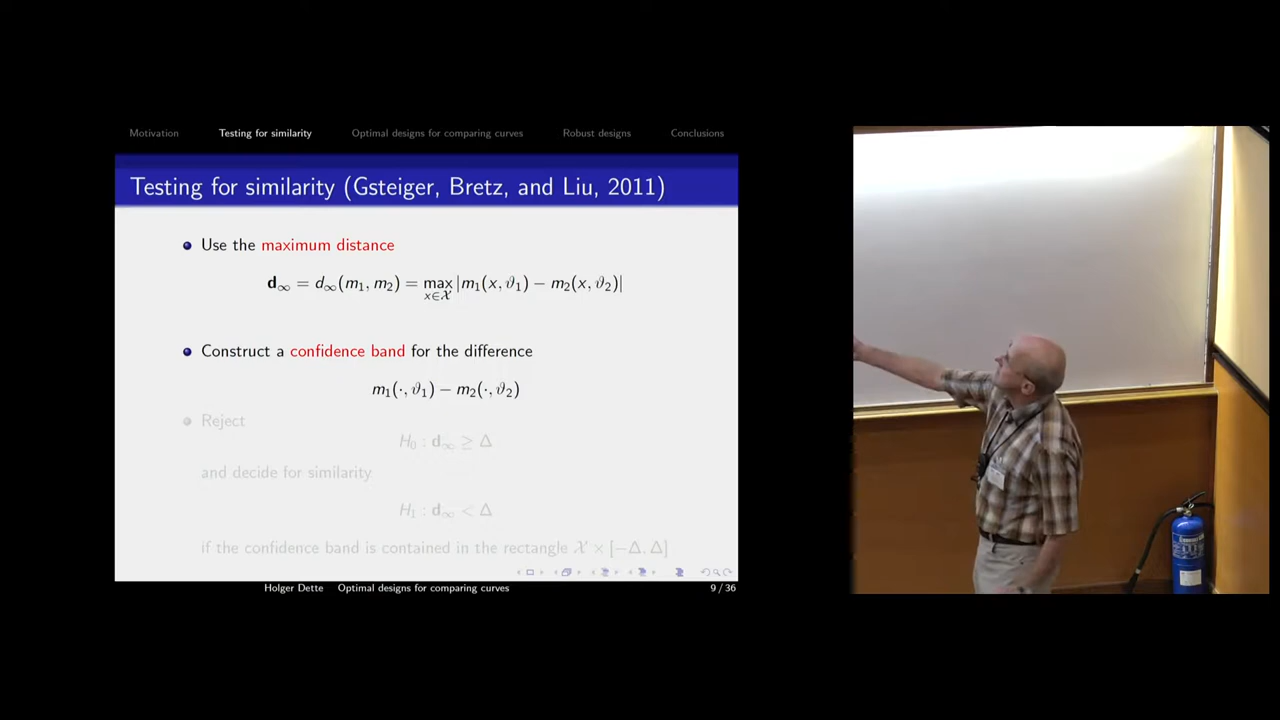 Motivation Testing for similarity Optimal designs for comparing curves Robust designs Conclusions
Testing for similarity (Gsteiger, Bretz, and Liu, 2011)
Use the maximum distance
d∞ = d∞(m₁, m₂) = max |m₁(x, ϑ₁) − m₂(x, ϑ₂)|
x∈𝒳
Construct a confidence band for the difference
m₁(·, ϑ₁) − m₂(·, ϑ₂)
Reject
H₀ : d∞ ≥ Δ
and decide for similarity
H₁ : d∞ < Δ
if the confidence band is contained in the rectangle 𝒳 × [−Δ, Δ]
Holger Dette Optimal designs for comparing curves 9 / 36